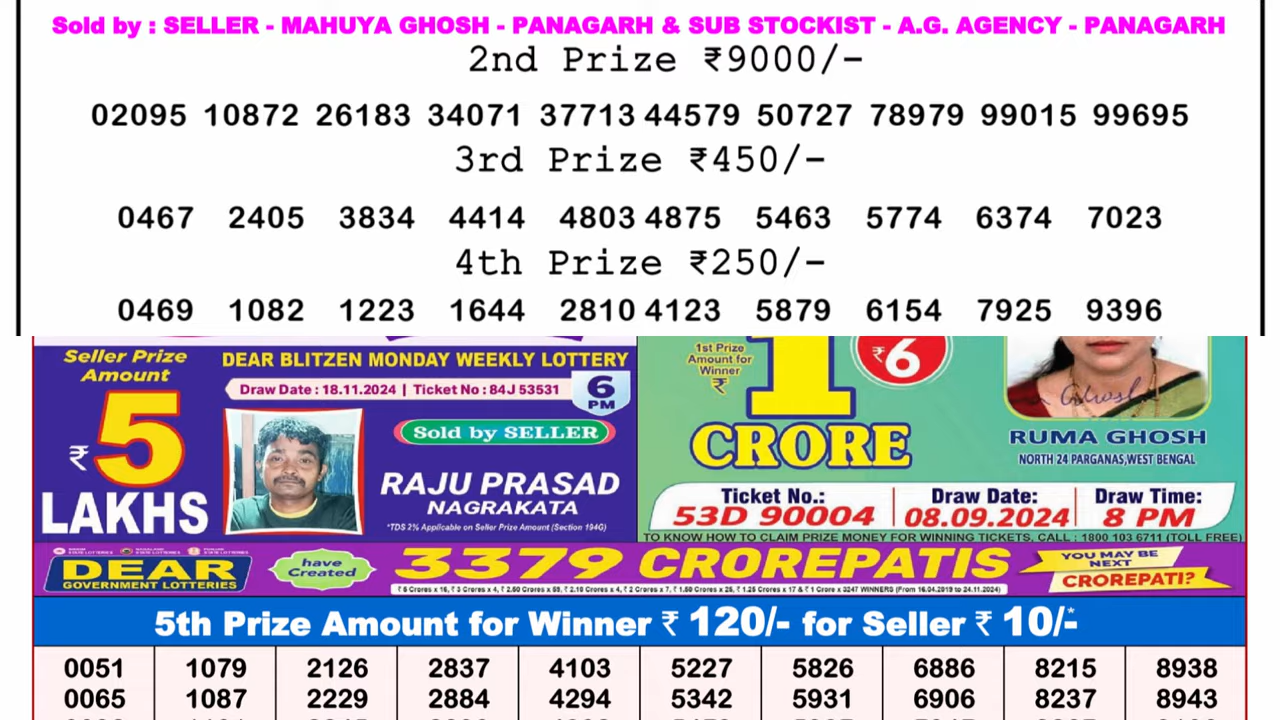 Sold by : SELLER - MAHUYA GHOSH - PANAGARH & SUB STOCKIST - A.G. AGENCY - PANAGARH
2nd Prize ₹9000/-
02095 10872 26183 34071 37713 44579 50727 78979 99015 99695
3rd Prize ₹450/-
0467 2405 3834 4414 4803 4875 5463 5774 6374 7023
4th Prize ₹250/-
0469 1082 1223 1644 2810 4123 5879 6154 7925 9396
Seller Prize
Amount
₹ 5
LAKHS
DEAR BLITZEN MONDAY WEEKLY LOTTERY
Draw Date : 18.11.2024 | Ticket No : 84J 53531
6
PM
Sold by SELLER
RAJU PRASAD
NAGRAKATA
*TDS 2% Applicable on Seller Prize Amount (Section 194G)
1st Prize
Amount for
Winner
₹
1
CRORE
₹6
RUMA GHOSH
NORTH 24 PARGANAS,WEST BENGAL
Ticket No.: Draw Date: Draw Time:
53D 90004 08.09.2024 8 PM
TO KNOW HOW TO CLAIM PRIZE MONEY FOR WINNING TICKETS, CALL : 1800 103 6711 (TOLL FREE)
DEAR
GOVERNMENT LOTTERIES
have
Created
3379 CROREPATIS
YOU MAY BE
NEXT
CROREPATI?
5th Prize Amount for Winner ₹ 120/- for Seller ₹ 10/-*
0051 1079 2126 2837 4103 5227 5826 6886 8215 8938
0065 1087 2229 2884 4294 5342 5931 6906 8237 8943